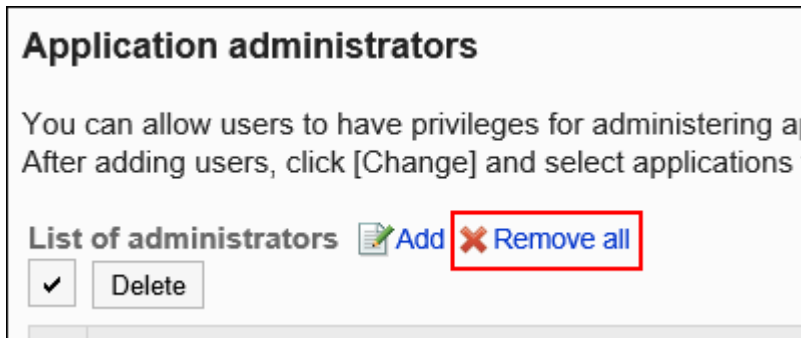 Application administrators
You can allow users to have privileges for administering
After adding users, click [Change] and select applications
List of administrators Add Remove all
Delete